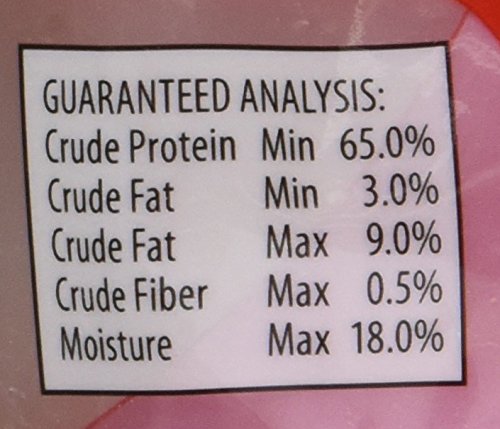 GUARANTEED ANALYSIS:
Crude Protein Min 65.0%
Crude Fat Min 3.0%
Crude Fat Max 9.0%
Crude Fiber Max 0.5%
Moisture Max 18.0%